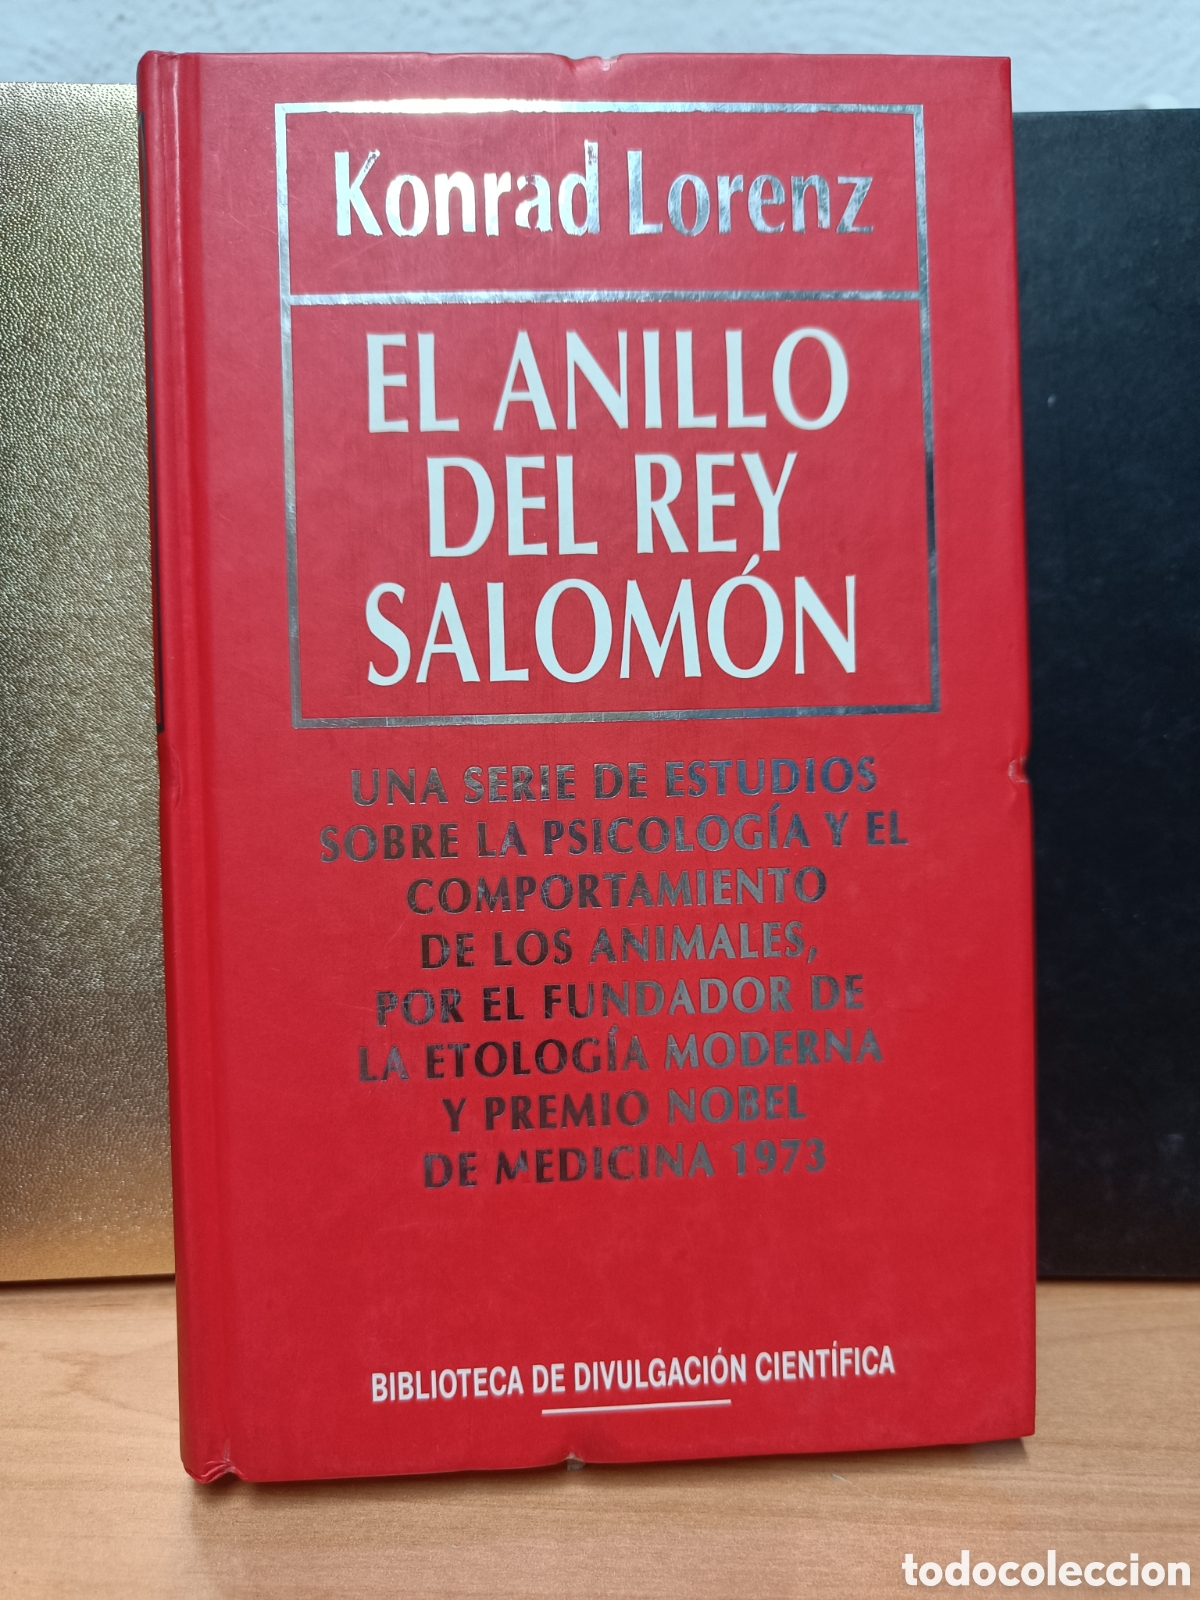 Konrad Lorenz
EL ANILLO
DEL REY
SALOMÓN
UNA SERIE DE ESTUDIOS
SOBRE LA PSICOLOGÍA Y EL
COMPORTAMIENTO
DE LOS ANIMALES,
POR EL FUNDADOR DE
LA ETOLOGÍA MODERNA
Y PREMIO NOBEL
DE MEDICINA 1973
BIBLIOTECA DE DIVULGACIÓN CIENTÍFICA
todocoleccion